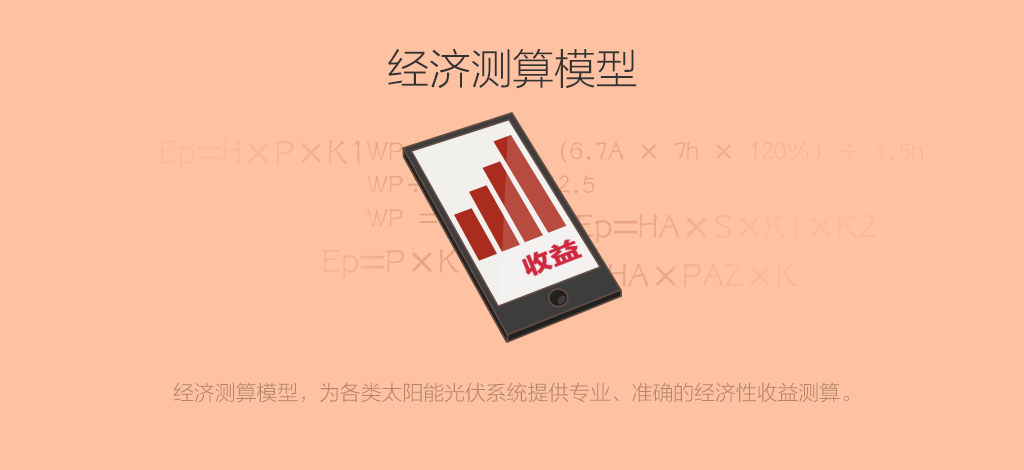 经济测算模型
Ep=H×P×K1
WP
(6.7A × 7h × 120%) ÷ 4.5h
WP÷
2.5
WP =
Ep=HA×S×K1×K2
Ep=P×K
HA×PAZ×K
收益
经济测算模型，为各类太阳能光伏系统提供专业、准确的经济性收益测算。